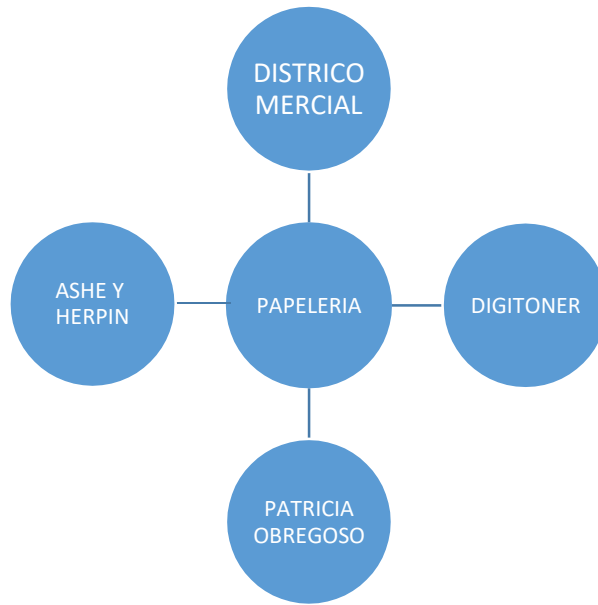 DISTRICO
MERCIAL
ASHE Y
HERPIN
PAPELERIA
DIGITONER
PATRICIA
OBREGOSO